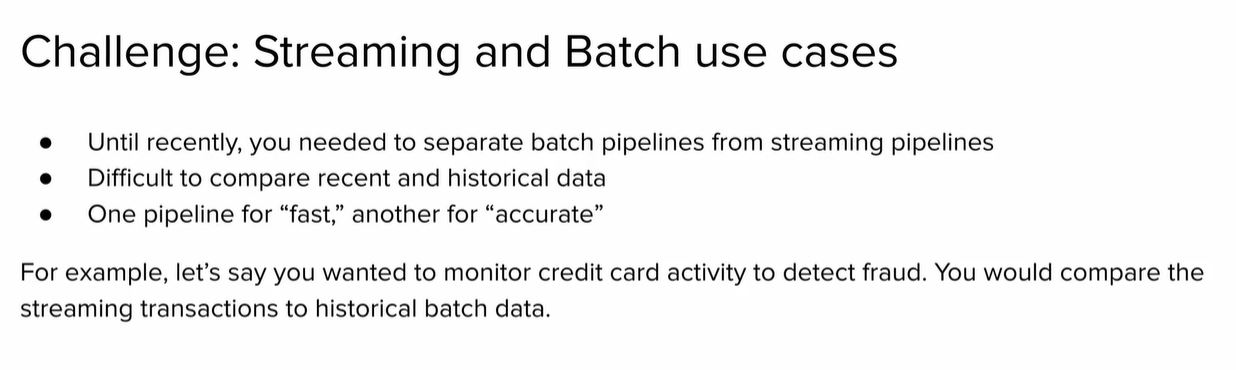 Challenge: Streaming and Batch use cases
● Until recently, you needed to separate batch pipelines from streaming pipelines
● Difficult to compare recent and historical data
● One pipeline for “fast,” another for “accurate”
For example, let’s say you wanted to monitor credit card activity to detect fraud. You would compare the
streaming transactions to historical batch data.